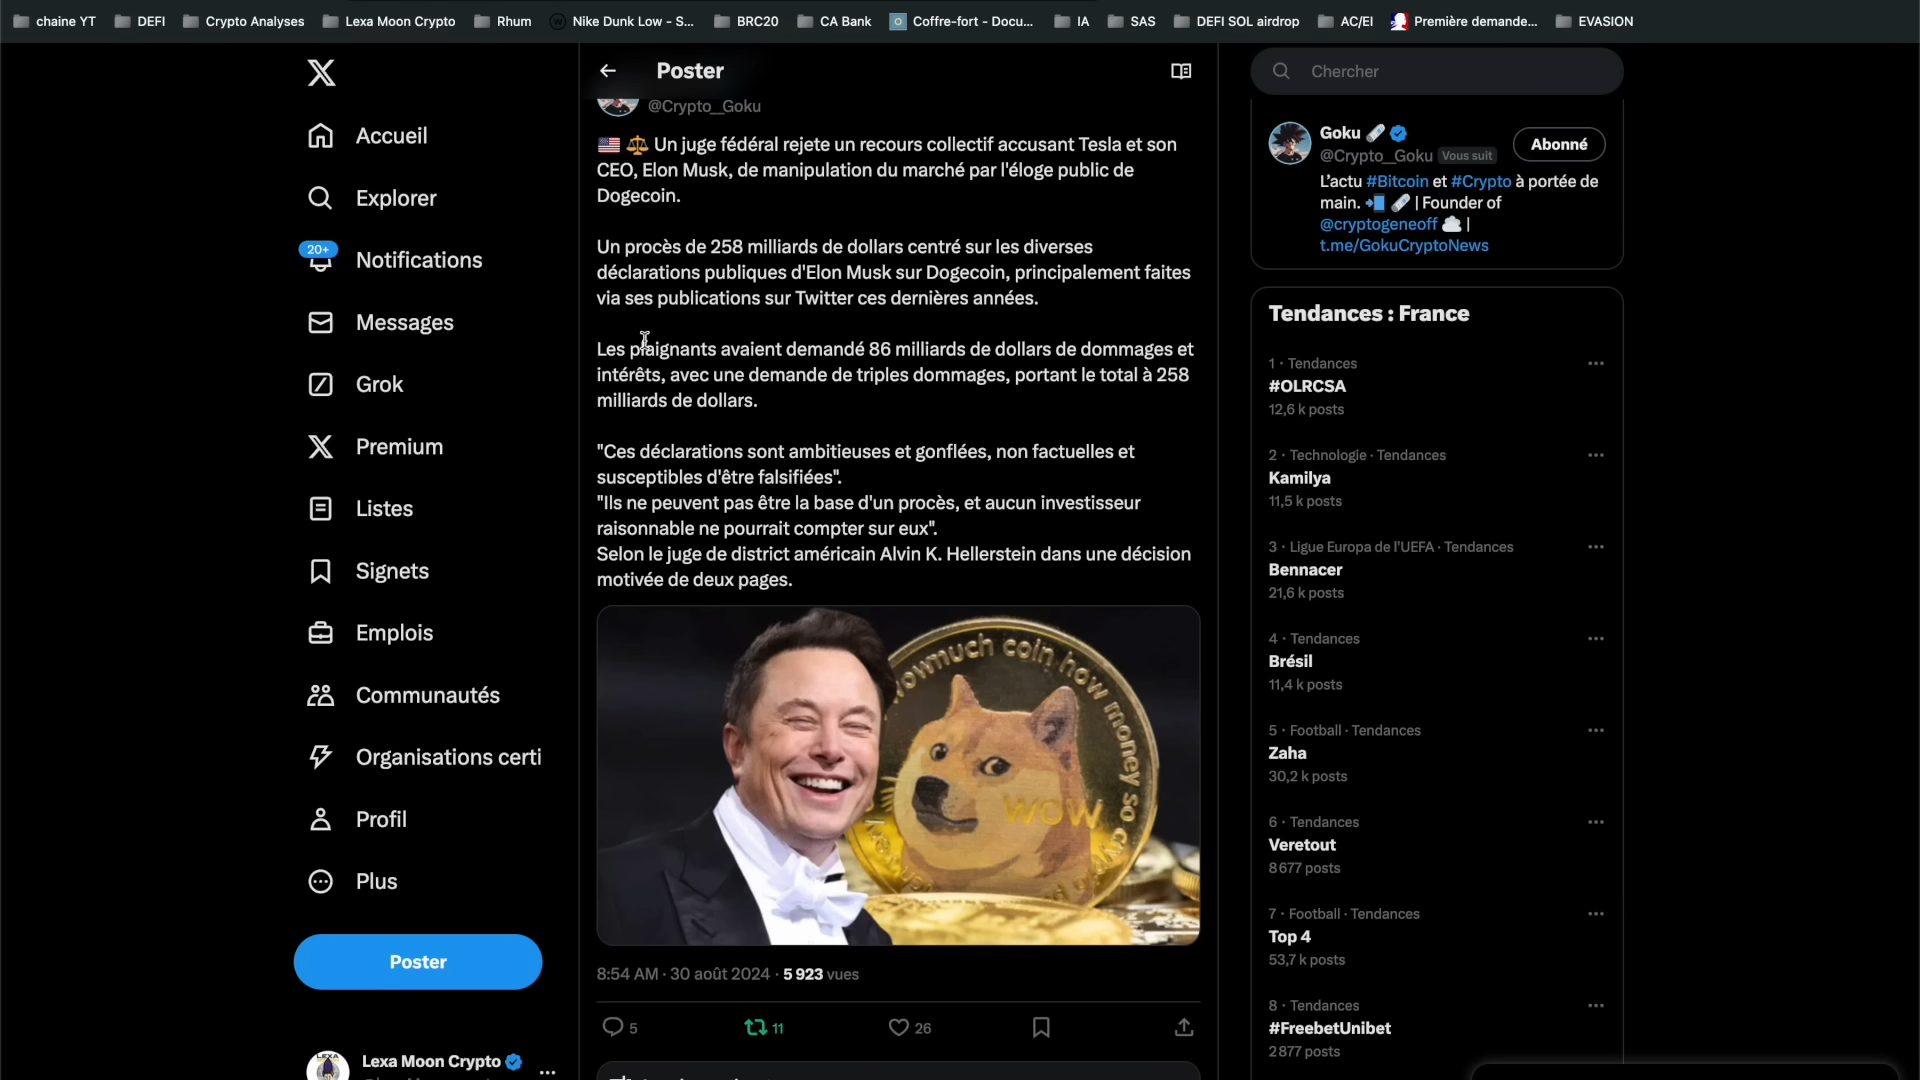 chaine YT
DEFI
Crypto Analyses
Lexa Moon Crypto
Rhum
Nike Dunk Low – S...
BRC20
CA Bank
Coffre-fort - Docu...
IA
SAS
DEFI SOL airdrop
AC/EI
Première demande...
EVASION
Accueil
Explorer
20+
Notifications
Messages
Grok
Premium
Listes
Signets
Emplois
Communautés
Organisations certi
Profil
Plus
Poster
Lexa Moon Crypto
Poster
@Crypto_Goku
Un juge fédéral rejete un recours collectif accusant Tesla et son
CEO, Elon Musk, de manipulation du marché par l'éloge public de
Dogecoin.
Un procès de 258 milliards de dollars centré sur les diverses
déclarations publiques d'Elon Musk sur Dogecoin, principalement faites
via ses publications sur Twitter ces dernières années.
Les plaignants avaient demandé 86 milliards de dollars de dommages et
intérêts, avec une demande de triples dommages, portant le total à 258
milliards de dollars.
"Ces déclarations sont ambitieuses et gonflées, non factuelles et
susceptibles d'être falsifiées".
"Ils ne peuvent pas être la base d'un procès, et aucun investisseur
raisonnable ne pourrait compter sur eux".
Selon le juge de district américain Alvin K. Hellerstein dans une décision
motivée de deux pages.
much coin how money so
wow
8:54 AM · 30 août 2024 · 5 923 vues
5
11
26
Chercher
Goku
@Crypto_Goku Vous suit
Abonné
L'actu #Bitcoin et #Crypto à portée de
main. | Founder of
@cryptogeneoff |
t.me/GokuCryptoNews
Tendances : France
1 · Tendances
#OLRCSA
12,6 k posts
2 · Technologie · Tendances
Kamilya
11,5 k posts
3 · Ligue Europa de l'UEFA · Tendances
Bennacer
21,6 k posts
4 · Tendances
Brésil
11,4 k posts
5 · Football · Tendances
Zaha
30,2 k posts
6 · Tendances
Veretout
8 677 posts
7 · Football · Tendances
Top 4
53,7 k posts
8 · Tendances
#FreebetUnibet
2 877 posts